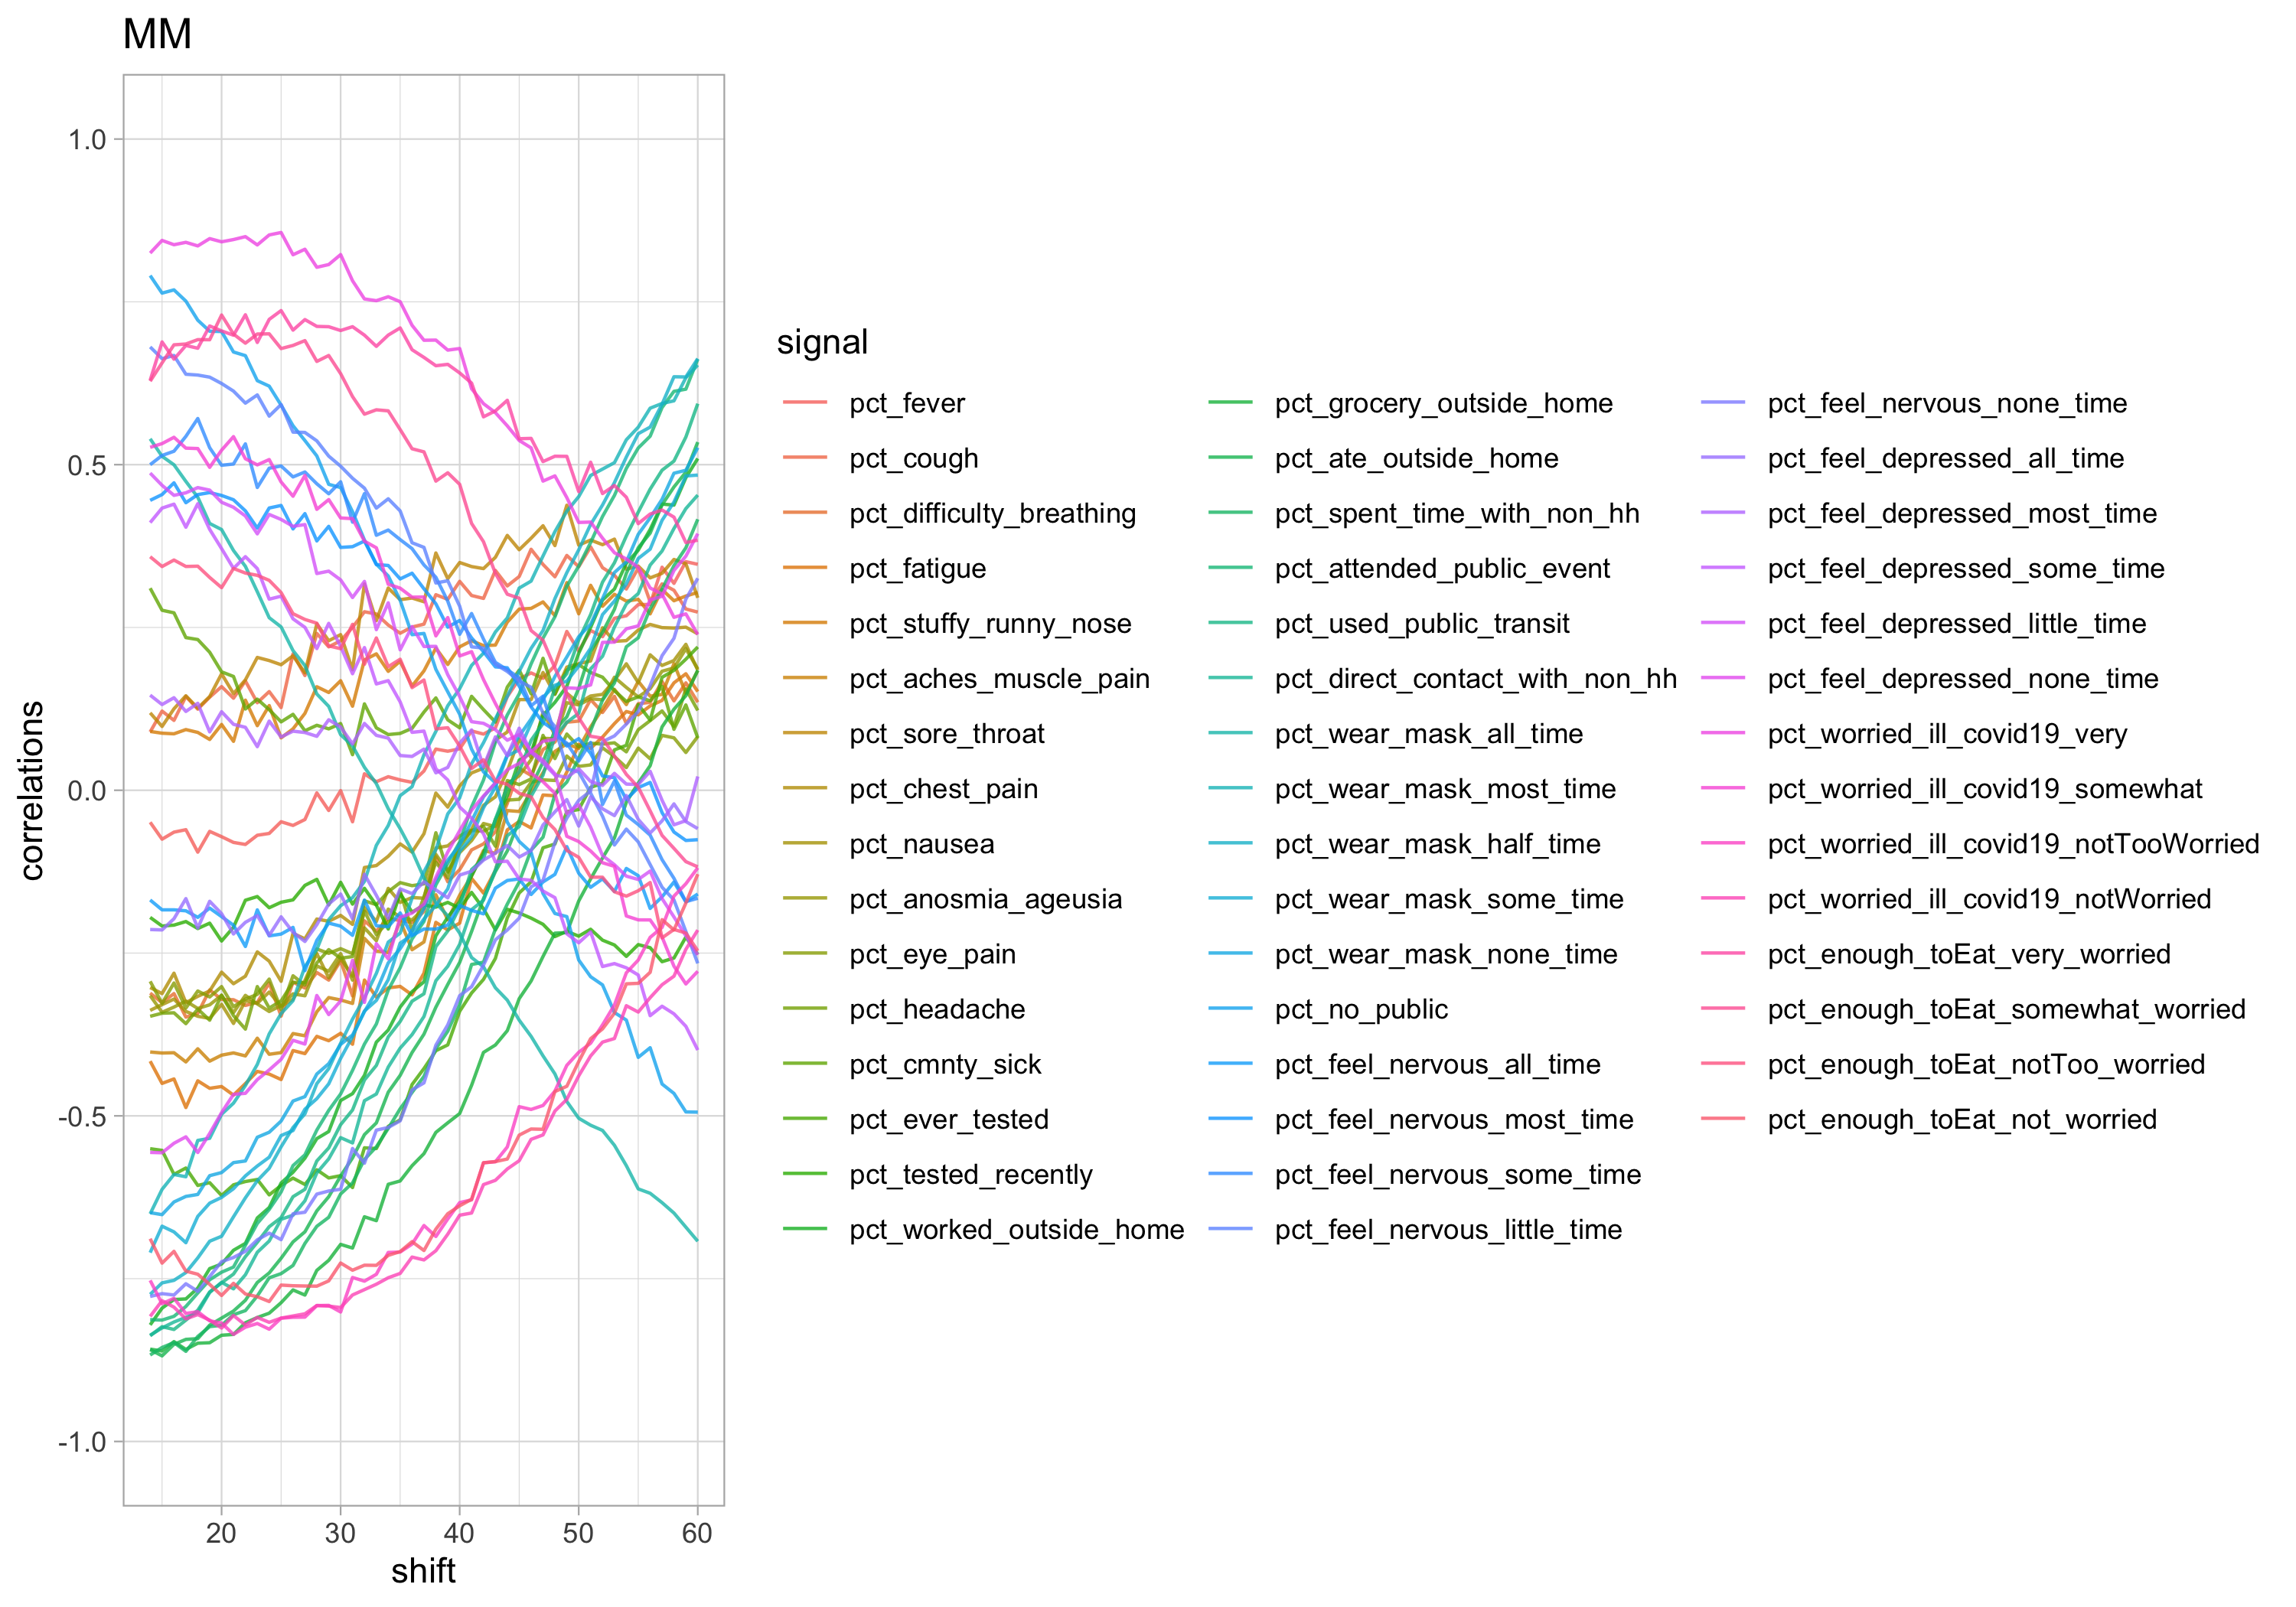 MM
correlations
1.0
0.5
0.0
-0.5
-1.0
20 30 40 50 60
shift
signal
pct_fever
pct_cough
pct_difficulty_breathing
pct_fatigue
pct_stuffy_runny_nose
pct_aches_muscle_pain
pct_sore_throat
pct_chest_pain
pct_nausea
pct_anosmia_ageusia
pct_eye_pain
pct_headache
pct_cmnty_sick
pct_ever_tested
pct_tested_recently
pct_worked_outside_home
pct_grocery_outside_home
pct_ate_outside_home
pct_spent_time_with_non_hh
pct_attended_public_event
pct_used_public_transit
pct_direct_contact_with_non_hh
pct_wear_mask_all_time
pct_wear_mask_most_time
pct_wear_mask_half_time
pct_wear_mask_some_time
pct_wear_mask_none_time
pct_no_public
pct_feel_nervous_all_time
pct_feel_nervous_most_time
pct_feel_nervous_some_time
pct_feel_nervous_little_time
pct_feel_nervous_none_time
pct_feel_depressed_all_time
pct_feel_depressed_most_time
pct_feel_depressed_some_time
pct_feel_depressed_little_time
pct_feel_depressed_none_time
pct_worried_ill_covid19_very
pct_worried_ill_covid19_somewhat
pct_worried_ill_covid19_notTooWorried
pct_worried_ill_covid19_notWorried
pct_enough_toEat_very_worried
pct_enough_toEat_somewhat_worried
pct_enough_toEat_notToo_worried
pct_enough_toEat_not_worried